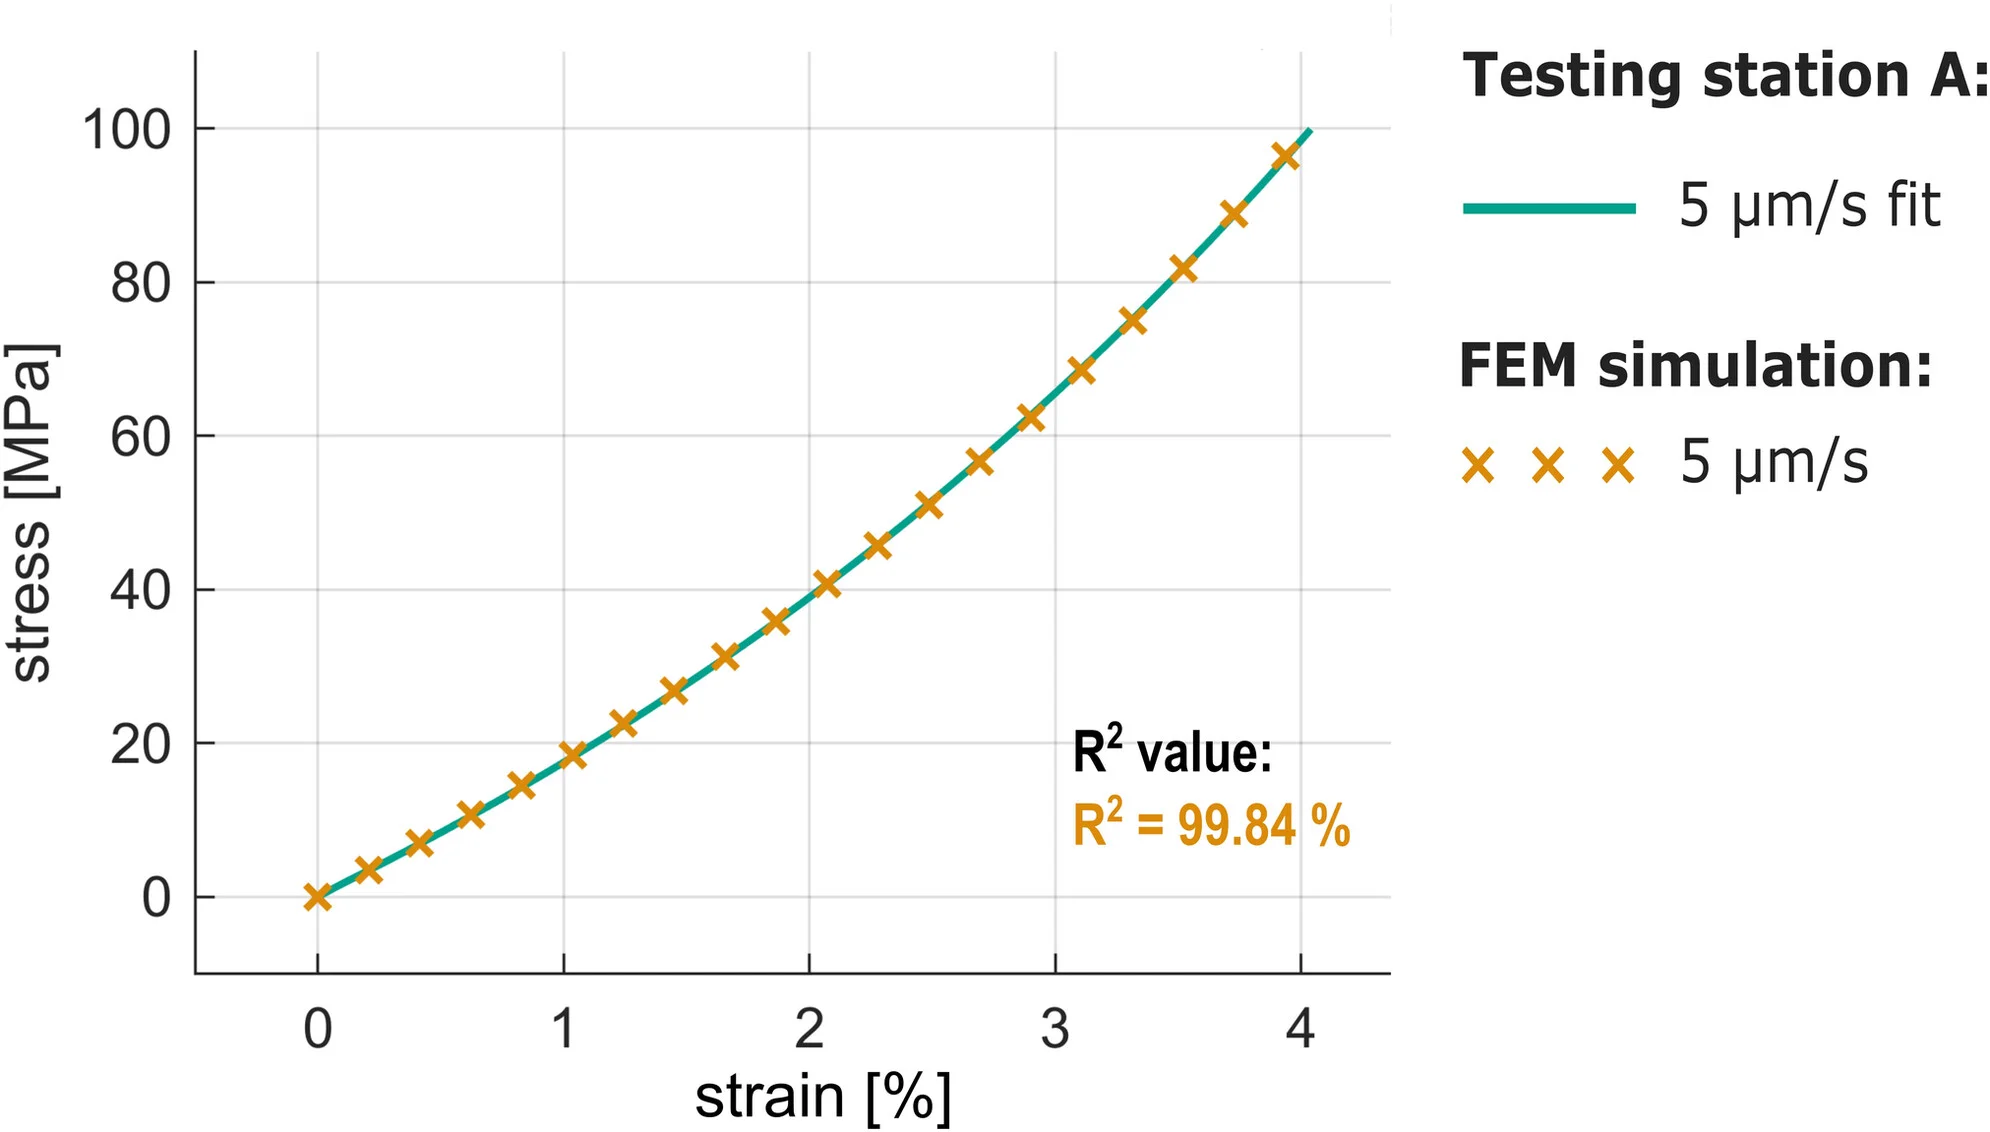 100
80
60
40
20
0
stress [MPa]
0 1 2 3 4
strain [%]
R² value:
R² = 99.84 %
Testing station A:
5 µm/s fit
FEM simulation:
5 µm/s